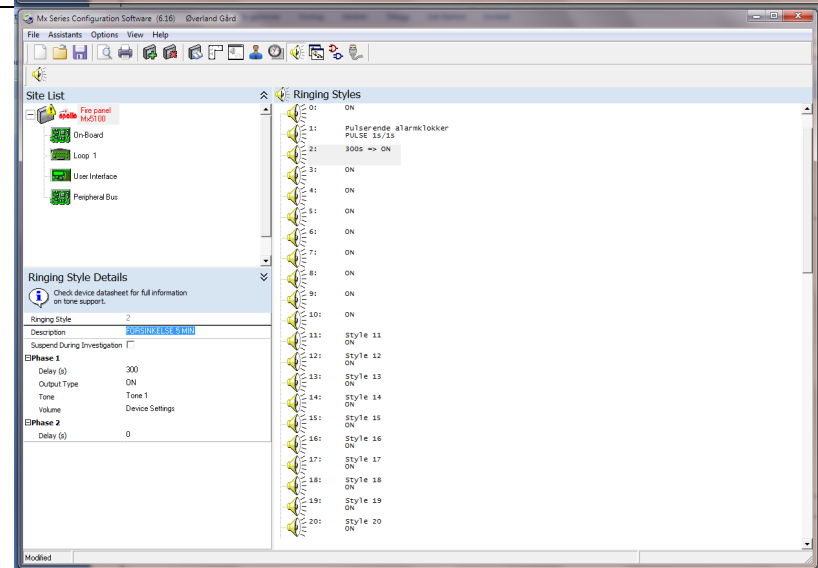 Mx Series Configuration Software (6.16) Øverland Gård
File Assistants Options View Help
Site List
apollo Fire panel
Mx5100
On-Board
Loop 1
User Interface
Peripheral Bus
Ringing Style Details
Check device datasheet for full information
on tone support.
Ringing Style 2
Description FORSINKELSE 5 MIN
Suspend During Investigation
Phase 1
Delay (s) 300
Output Type ON
Tone Tone 1
Volume Device Settings
Phase 2
Delay (s) 0
Ringing Styles
0: ON
1: Pulserende alarmklokker
PULSE 1s/1s
2: 300s => ON
3: ON
4: ON
5: ON
6: ON
7: ON
8: ON
9: ON
10: ON
11: Style 11
ON
12: Style 12
ON
13: Style 13
ON
14: Style 14
ON
15: Style 15
ON
16: Style 16
ON
17: Style 17
ON
18: Style 18
ON
19: Style 19
ON
20: Style 20
ON
Modified